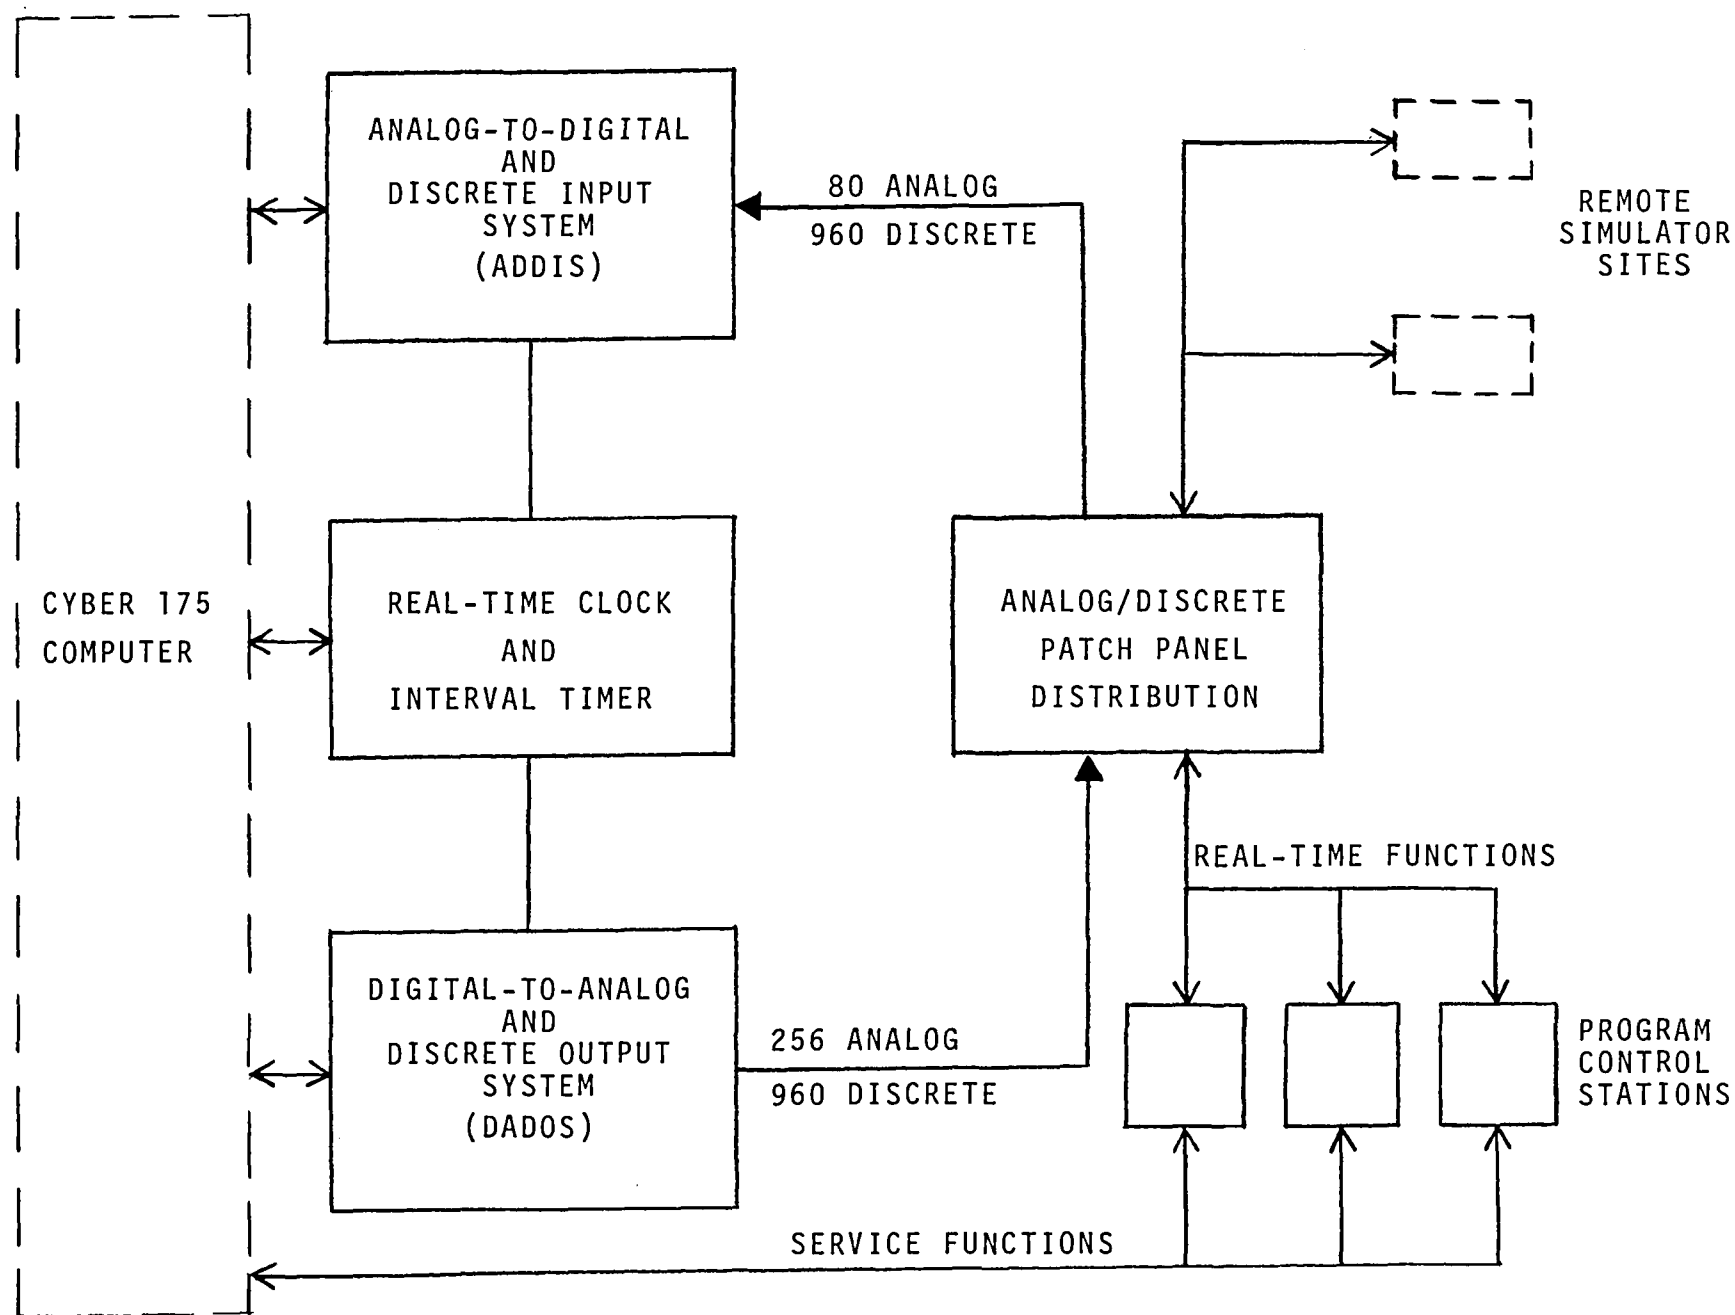 ANALOG-TO-DIGITAL
AND
DISCRETE INPUT
SYSTEM
(ADDIS)
80 ANALOG
960 DISCRETE
REMOTE
SIMULATOR
SITES
CYBER 175
COMPUTER
REAL-TIME CLOCK
AND
INTERVAL TIMER
ANALOG/DISCRETE
PATCH PANEL
DISTRIBUTION
REAL-TIME FUNCTIONS
DIGITAL-TO-ANALOG
AND
DISCRETE OUTPUT
SYSTEM
(DADOS)
256 ANALOG
960 DISCRETE
PROGRAM
CONTROL
STATIONS
SERVICE FUNCTIONS